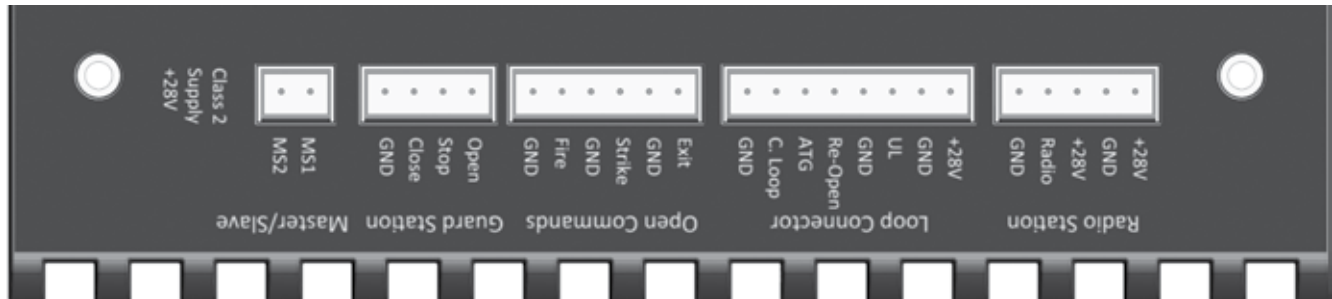 Class 2
Supply
+28V
MS2
MS1
GND
Close
Stop
Open
GND
Fire
GND
Strike
GND
Exit
GND
C. Loop
ATG
Re-Open
GND
UL
GND
+28V
GND
Radio
+28V
GND
+28V
Master/Slave
Guard Station
Open Commands
Loop Connector
Radio Station